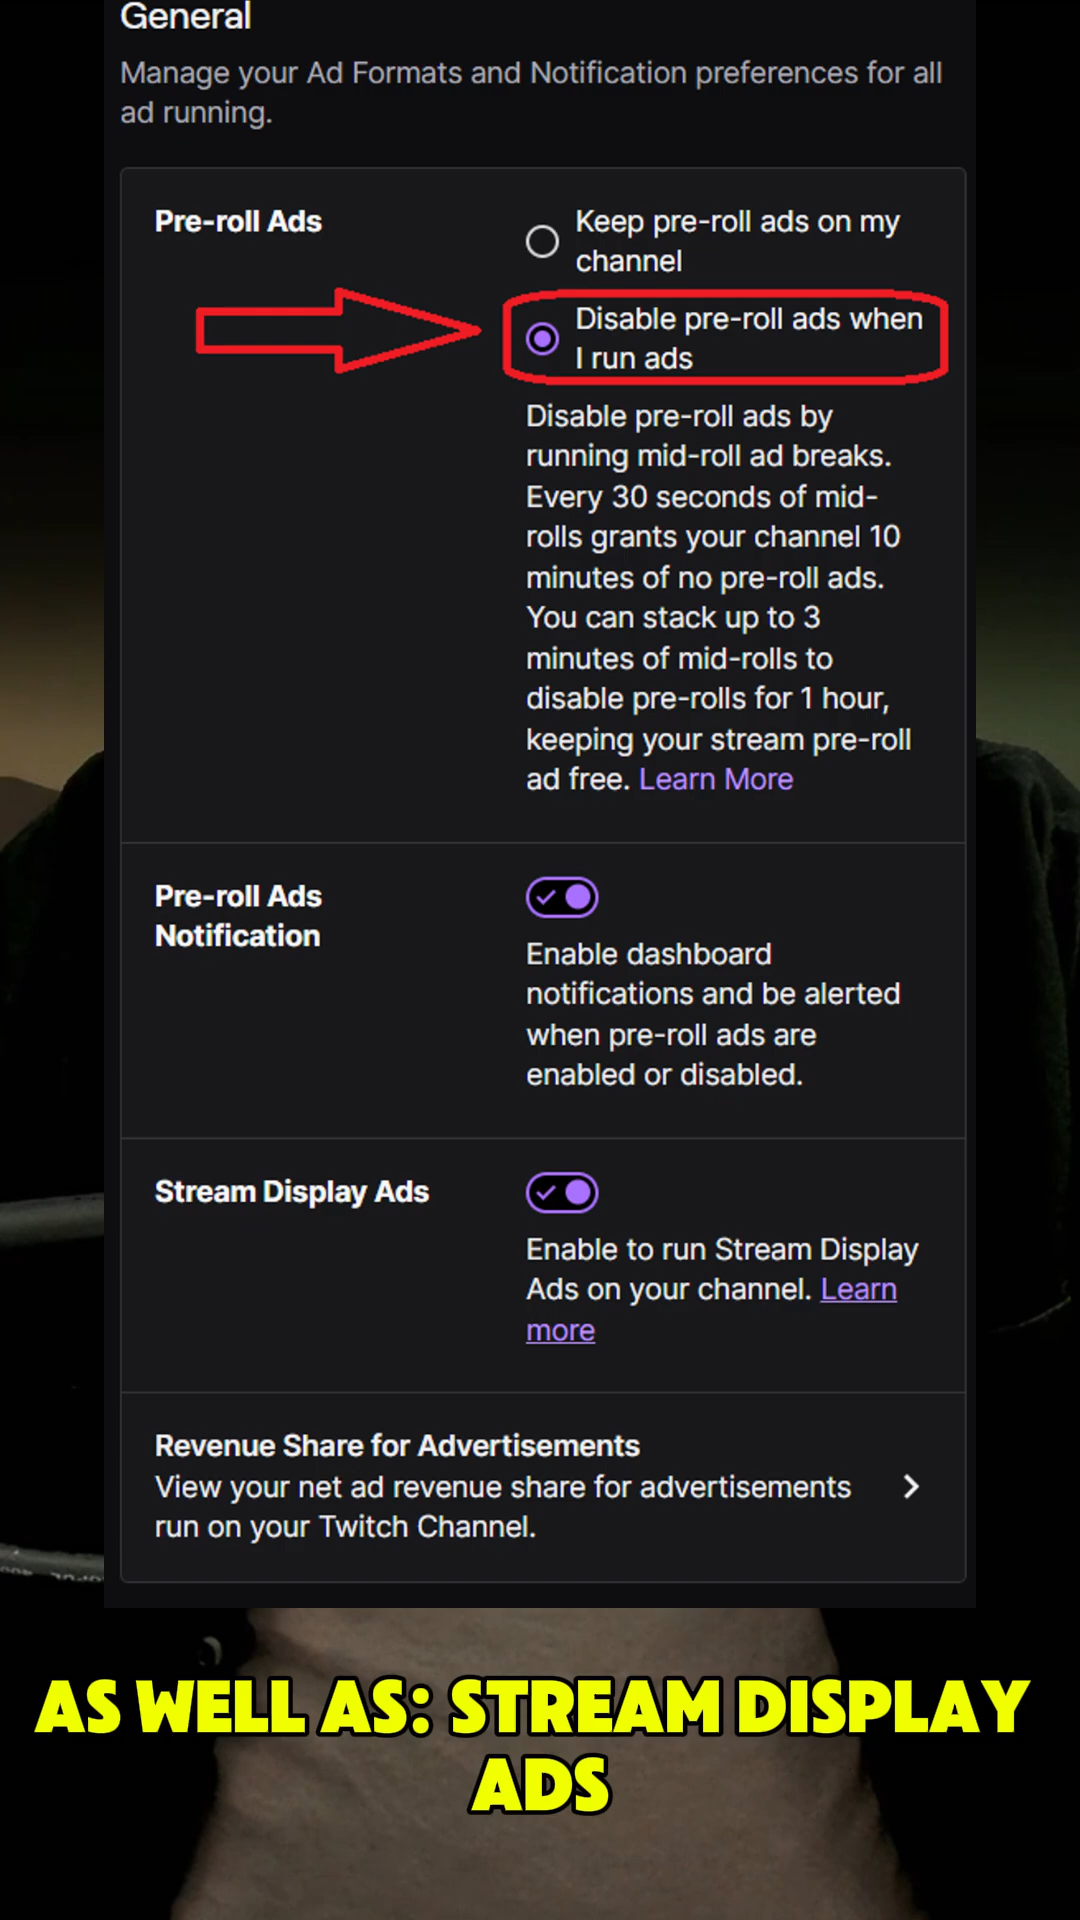 General
Manage your Ad Formats and Notification preferences for all
ad running.
Pre-roll Ads
Keep pre-roll ads on my
channel
Disable pre-roll ads when
I run ads
Disable pre-roll ads by
running mid-roll ad breaks.
Every 30 seconds of mid-
rolls grants your channel 10
minutes of no pre-roll ads.
You can stack up to 3
minutes of mid-rolls to
disable pre-rolls for 1 hour,
keeping your stream pre-roll
ad free. Learn More
Pre-roll Ads
Notification
Enable dashboard
notifications and be alerted
when pre-roll ads are
enabled or disabled.
Stream Display Ads
Enable to run Stream Display
Ads on your channel. Learn
more
Revenue Share for Advertisements
View your net ad revenue share for advertisements
run on your Twitch Channel.
AS WELL AS: STREAM DISPLAY
ADS